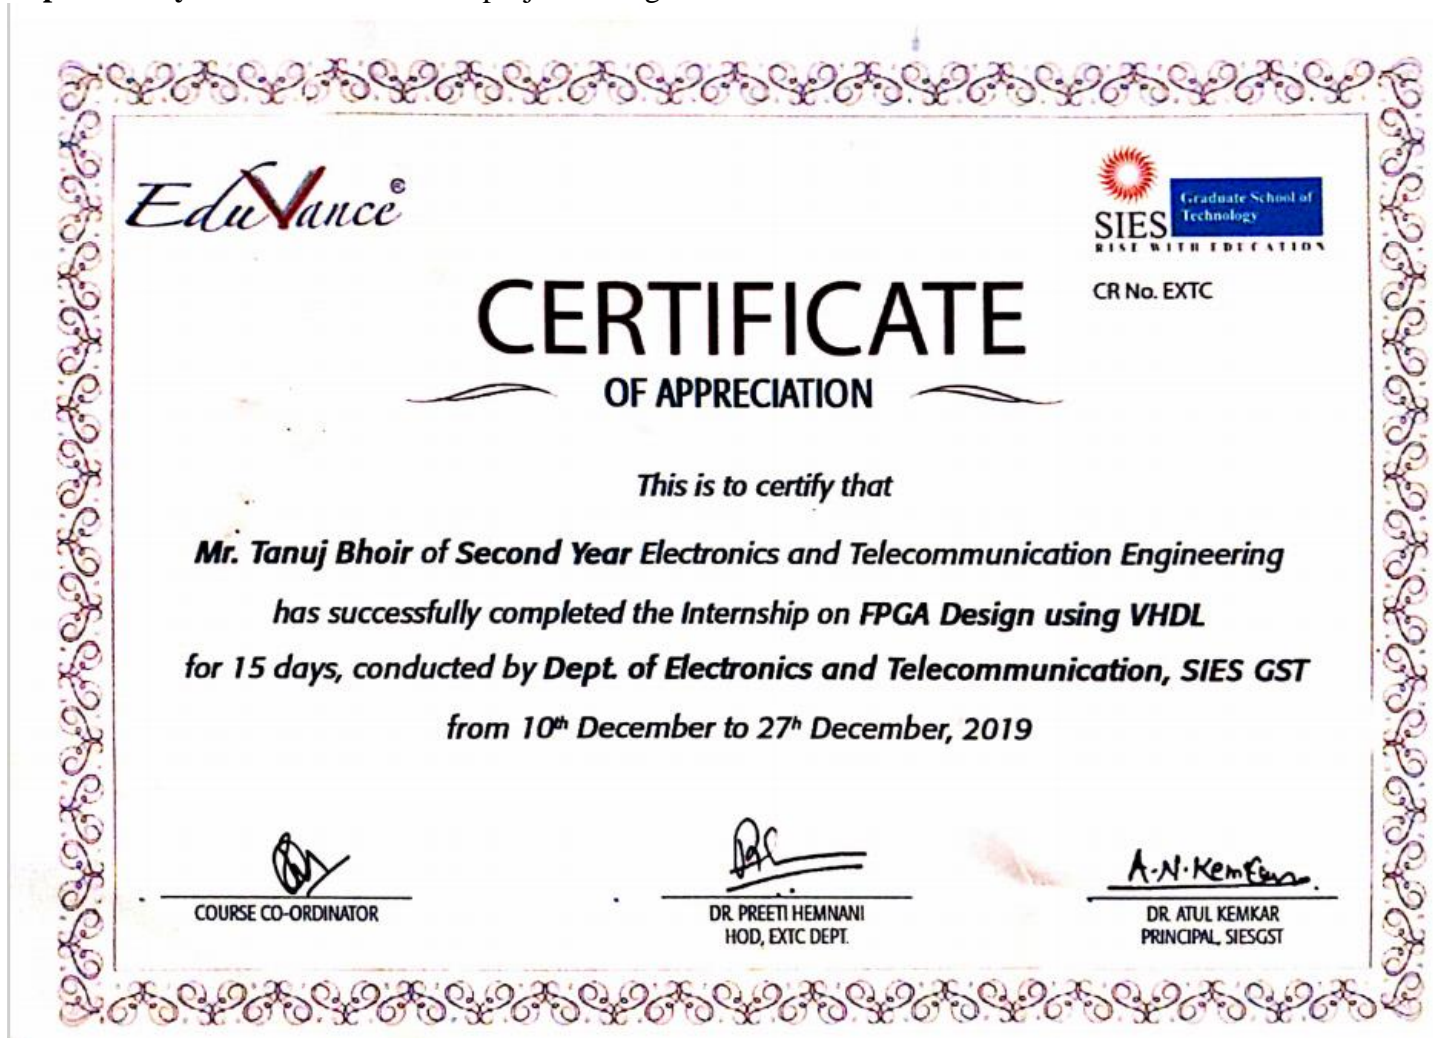 EduVance
SIES
Graduate School of
Technology
RISE WITH EDUCATION
CR No. EXTC
CERTIFICATE
OF APPRECIATION
This is to certify that
Mr. Tanuj Bhoir of Second Year Electronics and Telecommunication Engineering
has successfully completed the Internship on FPGA Design using VHDL
for 15 days, conducted by Dept. of Electronics and Telecommunication, SIES GST
from 10th December to 27h December, 2019
A.N.Kemkar
COURSE CO-ORDINATOR
DR. PREETI HEMNANI
HOD, EXTC DEPT.
DR. ATUL KEMKAR
PRINCIPAL, SIESGST